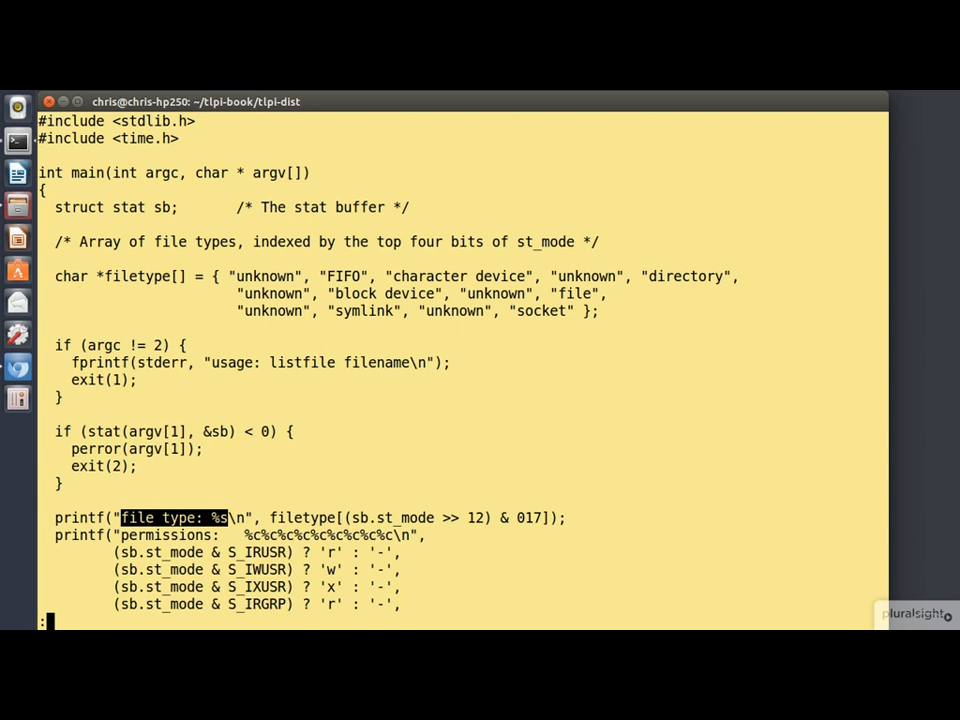 chris@chris-hp250: ~/tlpi-book/tlpi-dist
#include <stdlib.h>
#include <time.h>
int main(int argc, char * argv[])
{
  struct stat sb;       /* The stat buffer */
  /* Array of file types, indexed by the top four bits of st_mode */
  char *filetype[] = { "unknown", "FIFO", "character device", "unknown", "directory",
                        "unknown", "block device", "unknown", "file",
                        "unknown", "symlink", "unknown", "socket" };
  if (argc != 2) {
    fprintf(stderr, "usage: listfile filename\n");
    exit(1);
  }
  if (stat(argv[1], &sb) < 0) {
    perror(argv[1]);
    exit(2);
  }
  printf("file type: %s\n", filetype[(sb.st_mode >> 12) & 017]);
  printf("permissions:   %c%c%c%c%c%c%c%c%c\n",
         (sb.st_mode & S_IRUSR) ? 'r' : '-',
         (sb.st_mode & S_IWUSR) ? 'w' : '-',
         (sb.st_mode & S_IXUSR) ? 'x' : '-',
         (sb.st_mode & S_IRGRP) ? 'r' : '-',
:
pluralsight